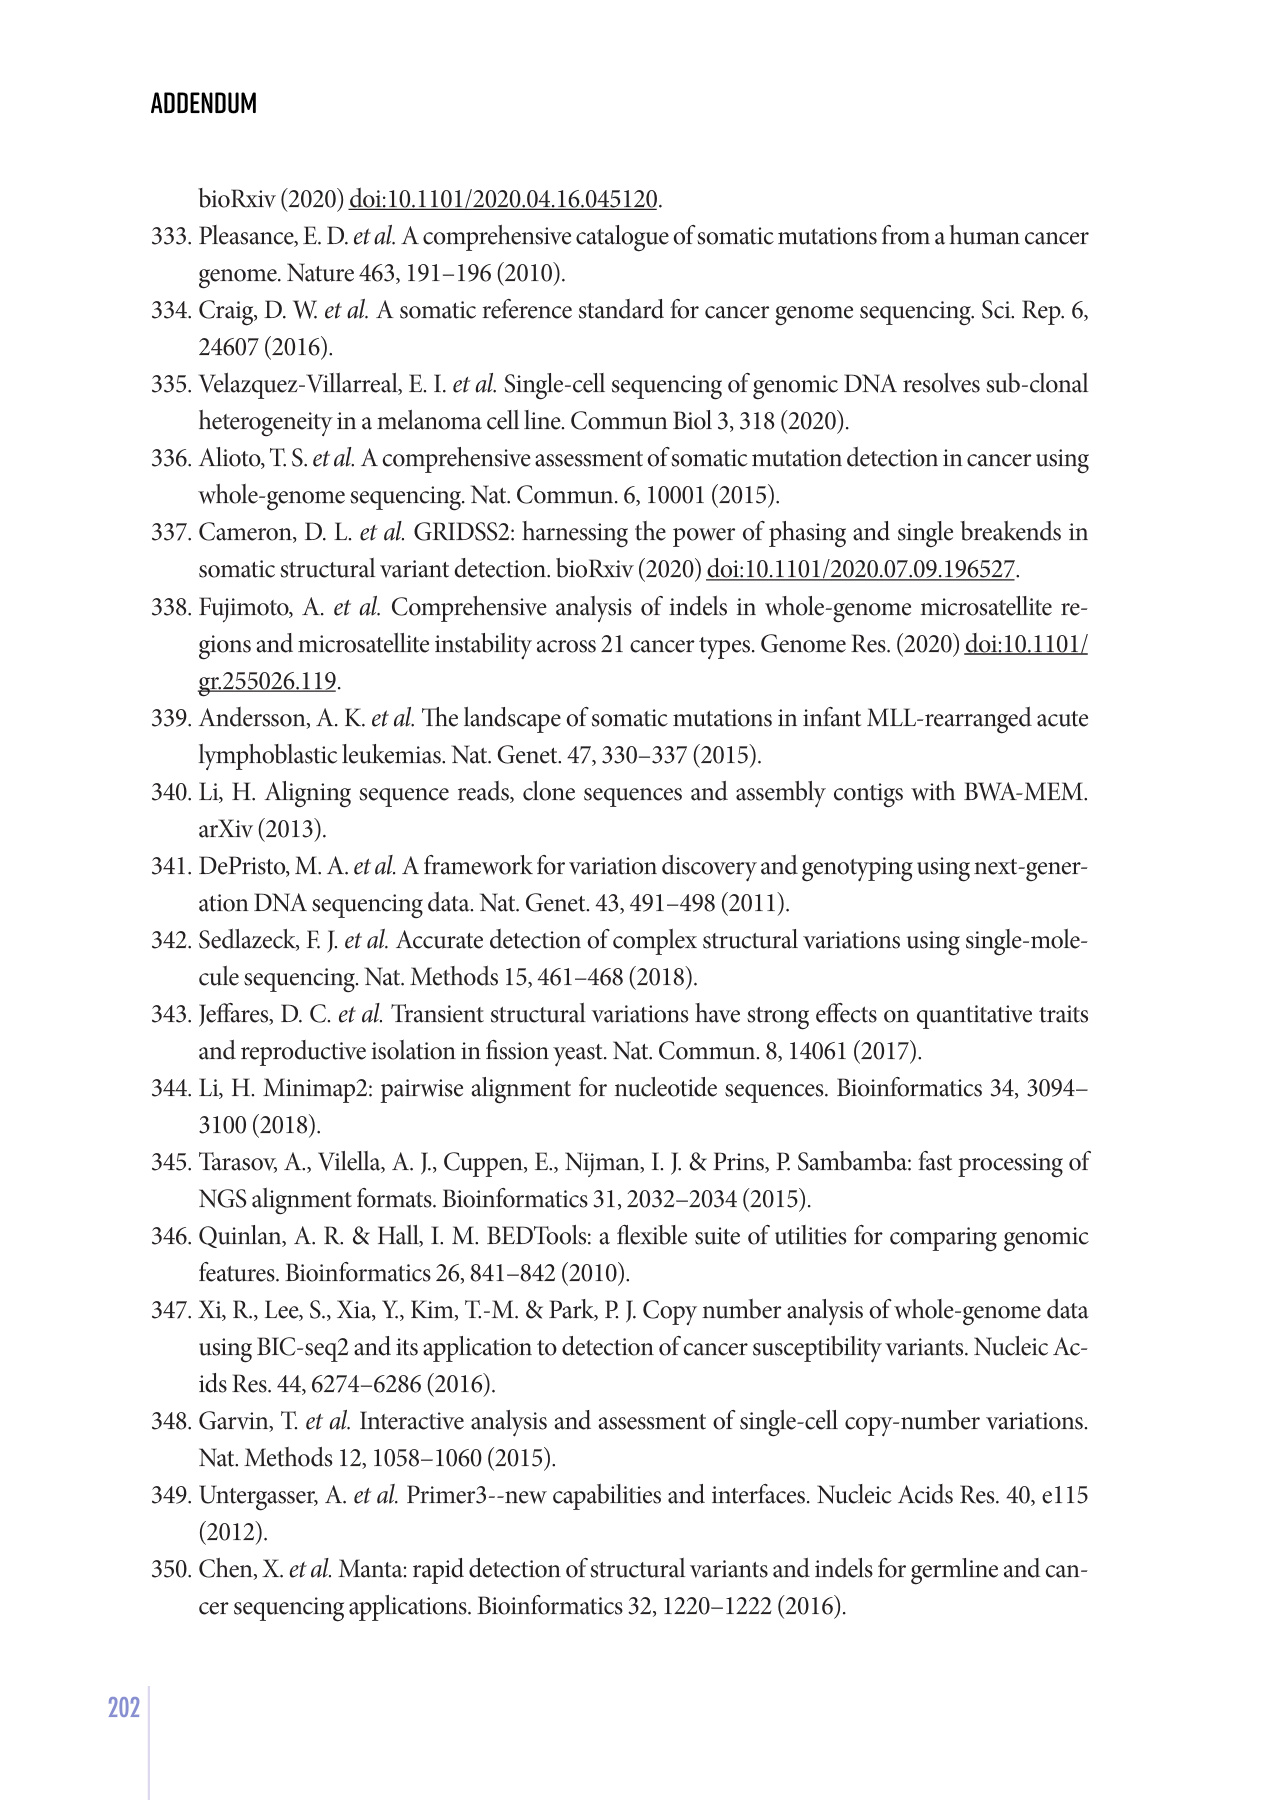 ADDENDUM
bioRxiv (2020) doi:10.1101/2020.04.16.045120.
333. Pleasance, E. D. et al. A comprehensive catalogue of somatic mutations from a human cancer
genome. Nature 463, 191–196 (2010).
334. Craig, D. W. et al. A somatic reference standard for cancer genome sequencing. Sci. Rep. 6,
24607 (2016).
335. Velazquez-Villarreal, E. I. et al. Single-cell sequencing of genomic DNA resolves sub-clonal
heterogeneity in a melanoma cell line. Commun Biol 3, 318 (2020).
336. Alioto, T. S. et al. A comprehensive assessment of somatic mutation detection in cancer using
whole-genome sequencing. Nat. Commun. 6, 10001 (2015).
337. Cameron, D. L. et al. GRIDSS2: harnessing the power of phasing and single breakends in
somatic structural variant detection. bioRxiv (2020) doi:10.1101/2020.07.09.196527.
338. Fujimoto, A. et al. Comprehensive analysis of indels in whole-genome microsatellite re-
gions and microsatellite instability across 21 cancer types. Genome Res. (2020) doi:10.1101/
gr.255026.119.
339. Andersson, A. K. et al. The landscape of somatic mutations in infant MLL-rearranged acute
lymphoblastic leukemias. Nat. Genet. 47, 330–337 (2015).
340. Li, H. Aligning sequence reads, clone sequences and assembly contigs with BWA-MEM.
arXiv (2013).
341. DePristo, M. A. et al. A framework for variation discovery and genotyping using next-gener-
ation DNA sequencing data. Nat. Genet. 43, 491–498 (2011).
342. Sedlazeck, F. J. et al. Accurate detection of complex structural variations using single-mole-
cule sequencing. Nat. Methods 15, 461–468 (2018).
343. Jeffares, D. C. et al. Transient structural variations have strong effects on quantitative traits
and reproductive isolation in fission yeast. Nat. Commun. 8, 14061 (2017).
344. Li, H. Minimap2: pairwise alignment for nucleotide sequences. Bioinformatics 34, 3094–
3100 (2018).
345. Tarasov, A., Vilella, A. J., Cuppen, E., Nijman, I. J. & Prins, P. Sambamba: fast processing of
NGS alignment formats. Bioinformatics 31, 2032–2034 (2015).
346. Quinlan, A. R. & Hall, I. M. BEDTools: a flexible suite of utilities for comparing genomic
features. Bioinformatics 26, 841–842 (2010).
347. Xi, R., Lee, S., Xia, Y., Kim, T.-M. & Park, P. J. Copy number analysis of whole-genome data
using BIC-seq2 and its application to detection of cancer susceptibility variants. Nucleic Ac-
ids Res. 44, 6274–6286 (2016).
348. Garvin, T. et al. Interactive analysis and assessment of single-cell copy-number variations.
Nat. Methods 12, 1058–1060 (2015).
349. Untergasser, A. et al. Primer3--new capabilities and interfaces. Nucleic Acids Res. 40, e115
(2012).
350. Chen, X. et al. Manta: rapid detection of structural variants and indels for germline and can-
cer sequencing applications. Bioinformatics 32, 1220–1222 (2016).
202